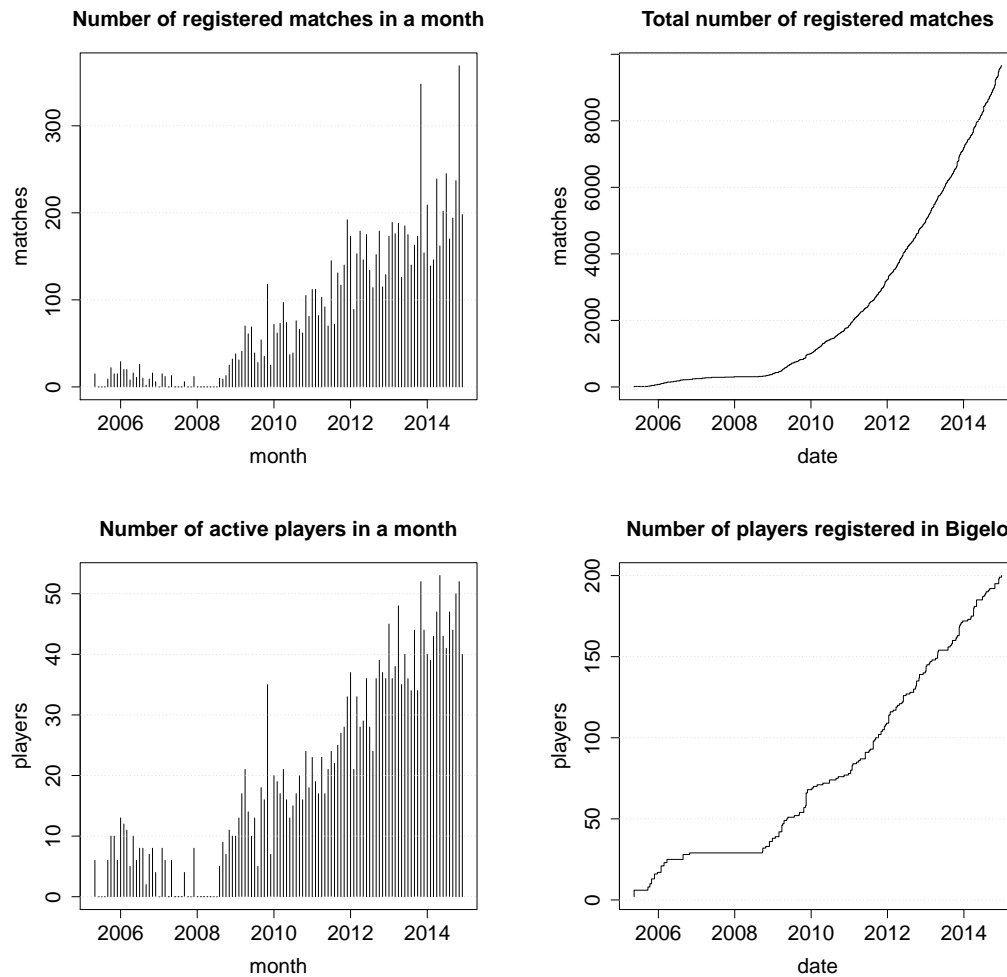 Number of registered matches in a month
matches
0
100
200
300
2006 2008 2010 2012 2014
month
Total number of registered matches
matches
0
2000
4000
6000
8000
2006 2008 2010 2012 2014
date
Number of active players in a month
players
0
10
20
30
40
50
2006 2008 2010 2012 2014
month
Number of players registered in Bigelo
players
0
50
100
150
200
2006 2008 2010 2012 2014
date